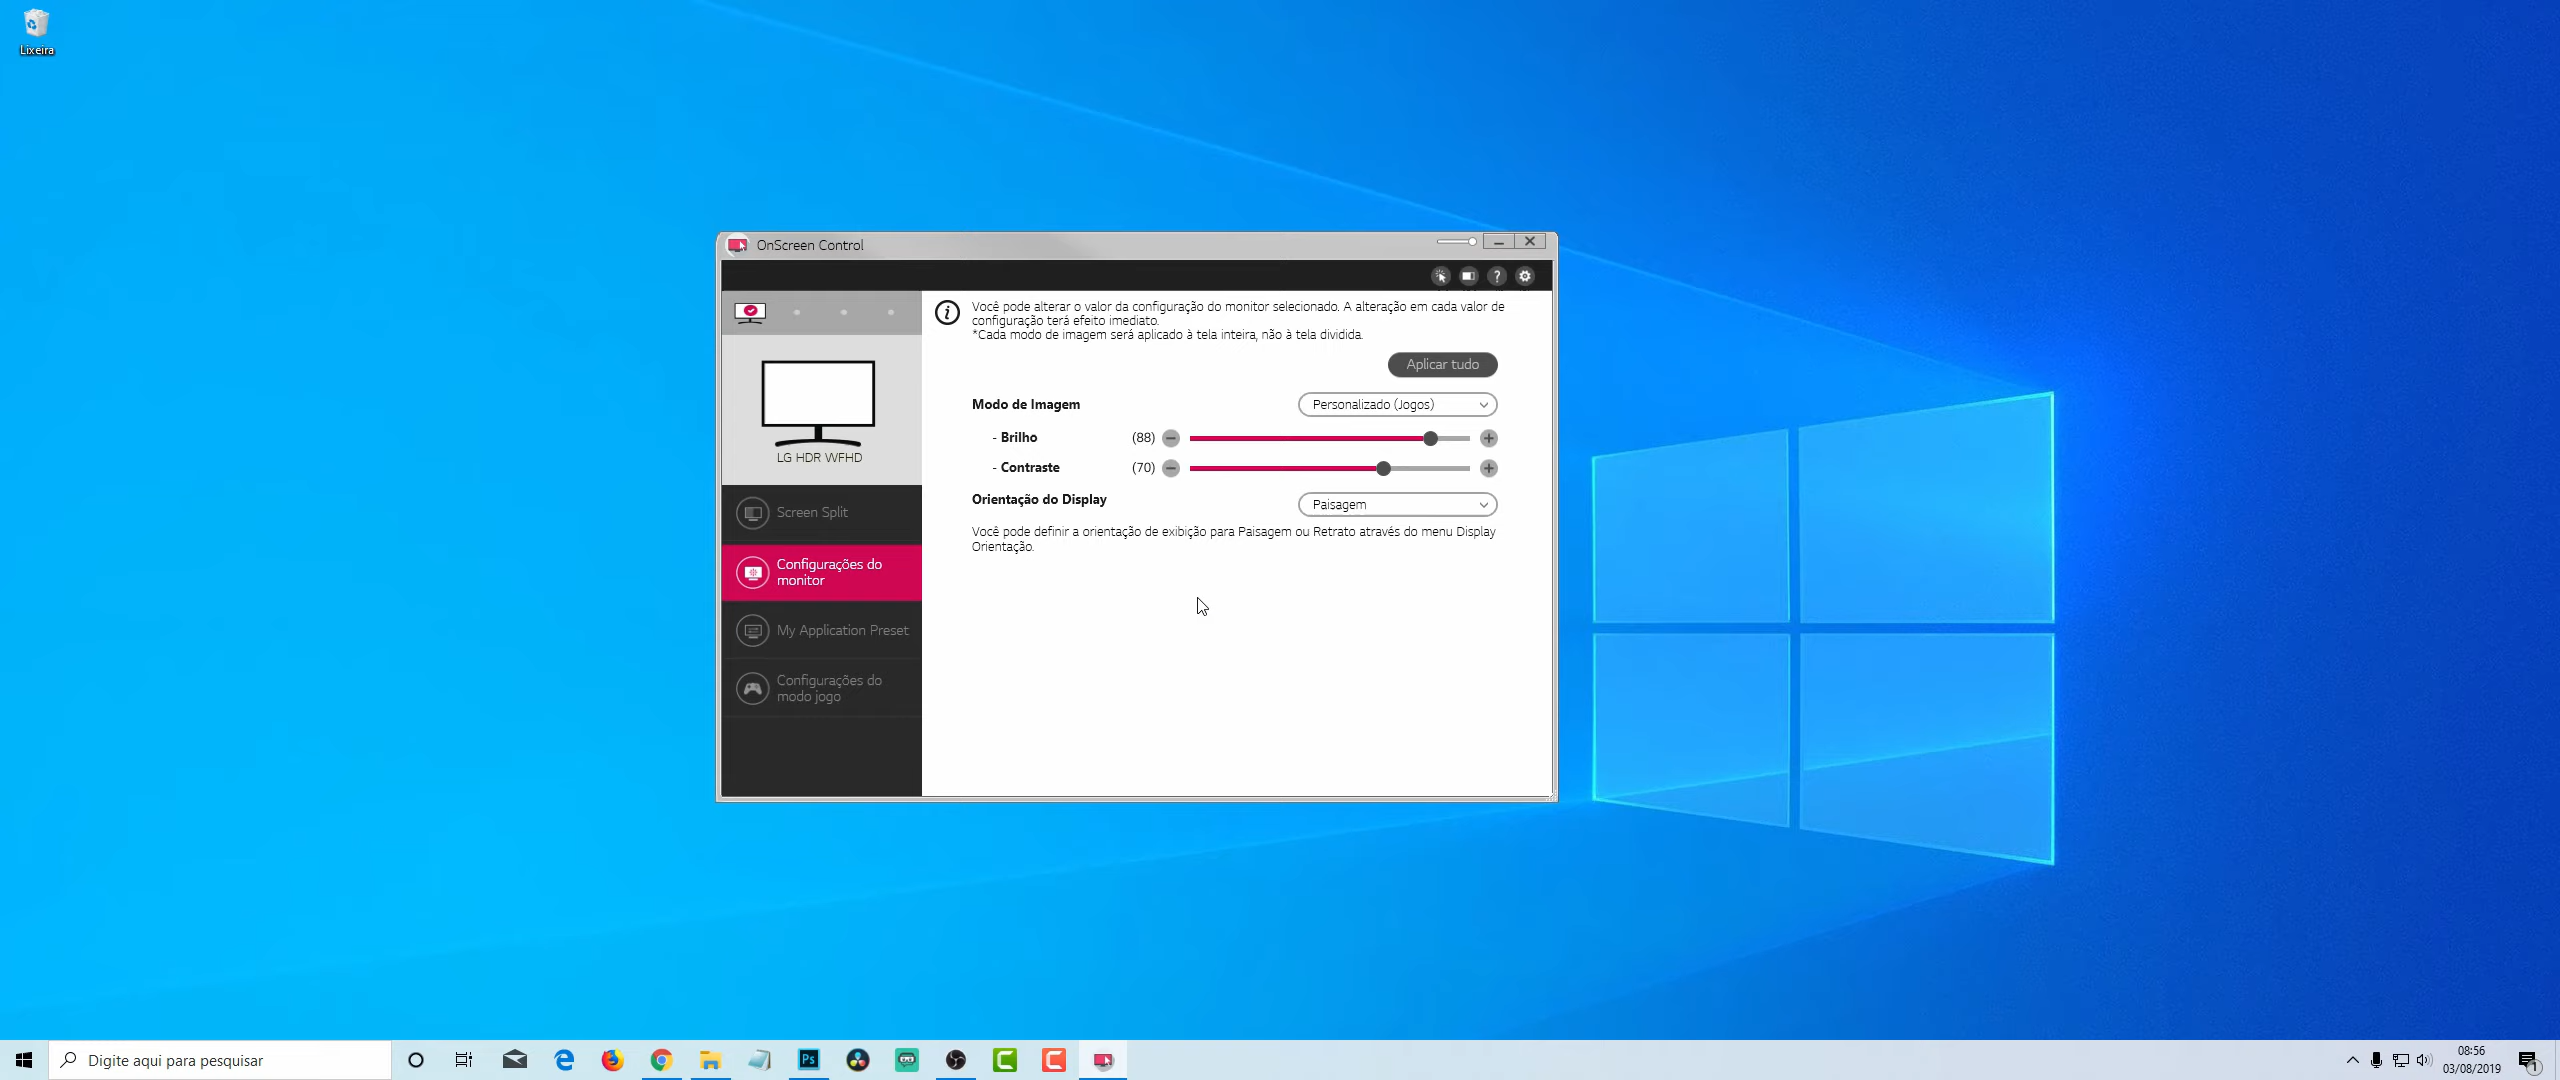 Lixeira
OnScreen Control
Você pode alterar o valor da configuração do monitor selecionado. A alteração em cada valor de
configuração terá efeito imediato.
*Cada modo de imagem será aplicado à tela inteira, não à tela dividida.
Aplicar tudo
Modo de Imagem
Personalizado (Jogos)
- Brilho (88)
- Contraste (70)
Orientação do Display
Paisagem
Você pode definir a orientação de exibição para Paisagem ou Retrato através do menu Display
Orientação.
LG HDR WFHD
Screen Split
Configurações do
monitor
My Application Preset
Configurações do
modo jogo
Digite aqui para pesquisar
Ps
08:56
03/08/2019
1